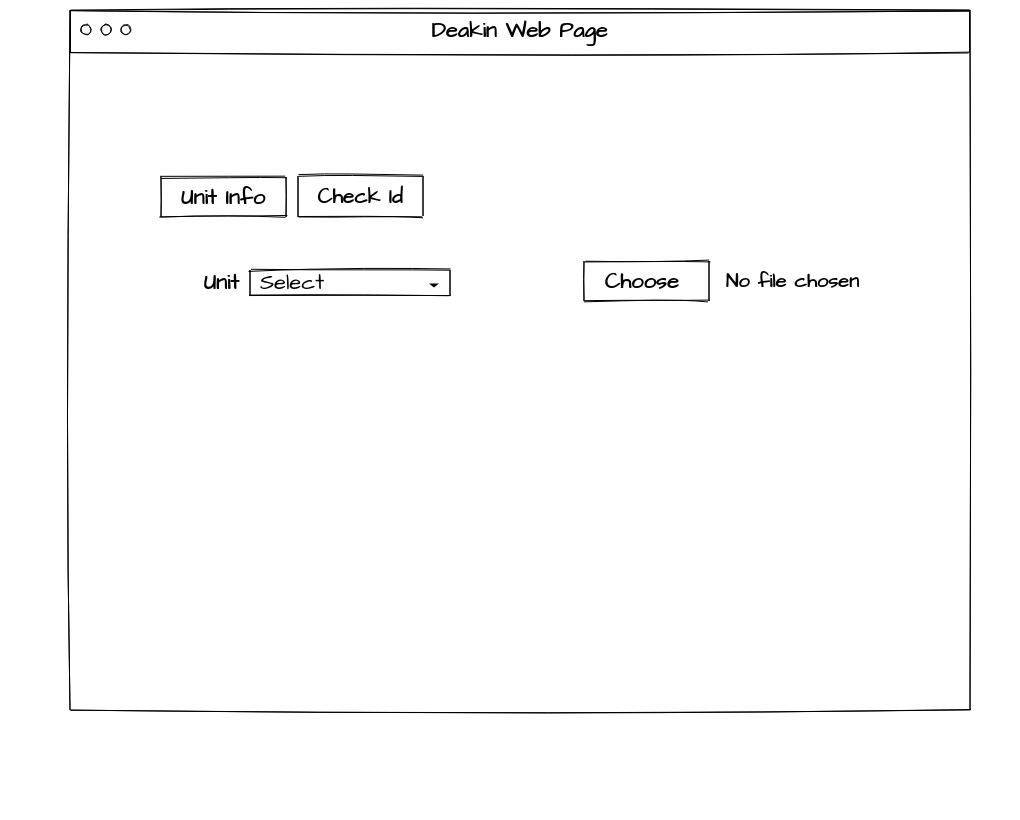 Deakin Web Page
Unit Info Check Id
Unit Select Choose No file chosen